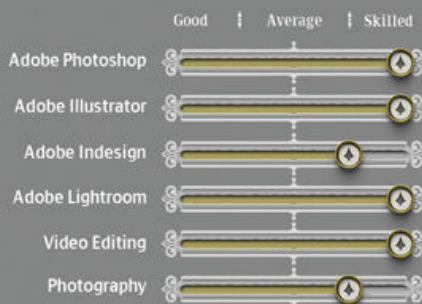 Good Average Skilled
Adobe Photoshop
Adobe Illustrator
Adobe Indesign
Adobe Lightroom
Video Editing
Photography